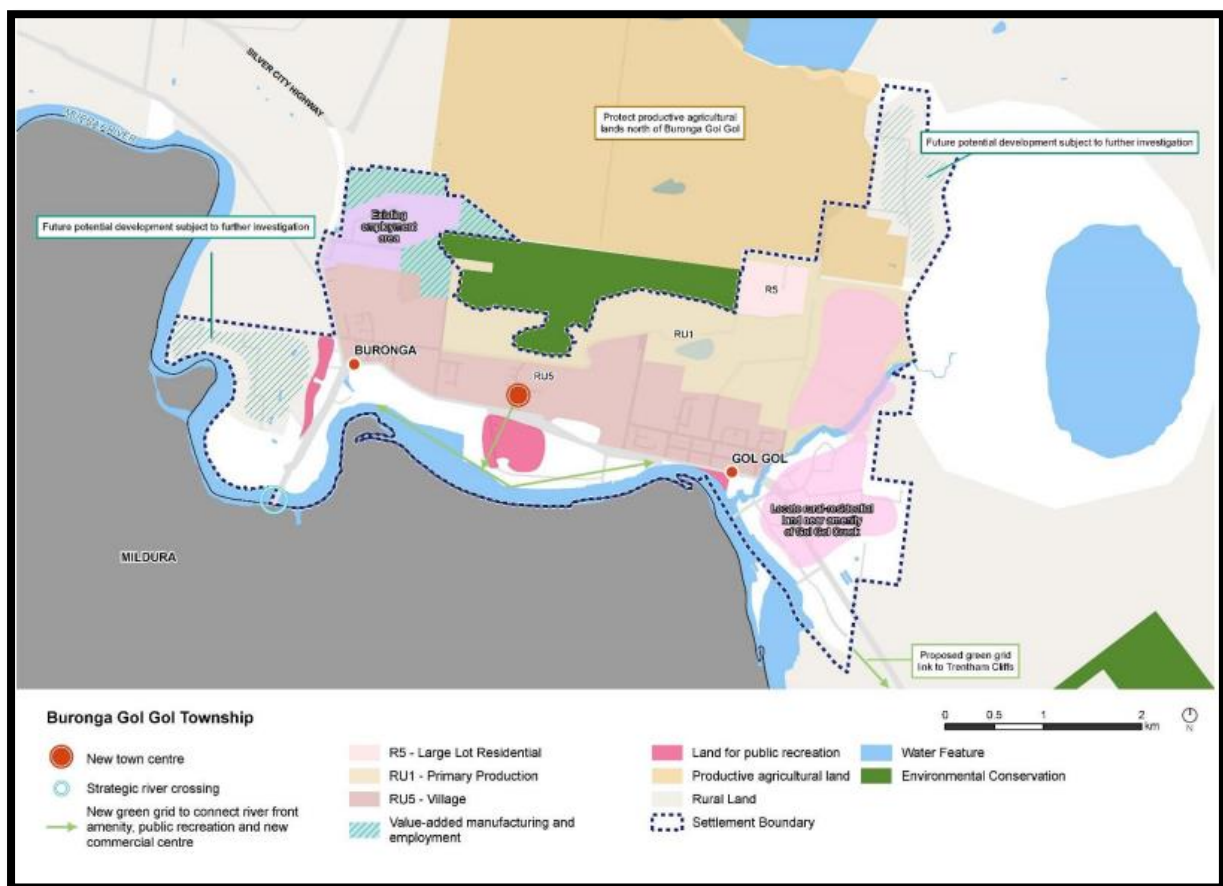 SILVER CITY HIGHWAY
MURRAY RIVER
Protect productive agricultural
lands north of Buronga Gol Gol
Future potential development subject to further investigation
Existing
employment
area
Future potential development subject to further investigation
R5
RU1
BURONGA
RU5
GOL GOL
Locate rural-residential
land near amenity
of Gol Gol Creek
MILDURA
Proposed green grid
link to Trentham Cliffs
Buronga Gol Gol Township
0 0.5 1 2
km
N
New town centre
Strategic river crossing
New green grid to connect river front
amenity, public recreation and new
commercial centre
R5 - Large Lot Residential
RU1 - Primary Production
RU5 - Village
Value-added manufacturing and
employment
Land for public recreation
Productive agricultural land
Rural Land
Settlement Boundary
Water Feature
Environmental Conservation